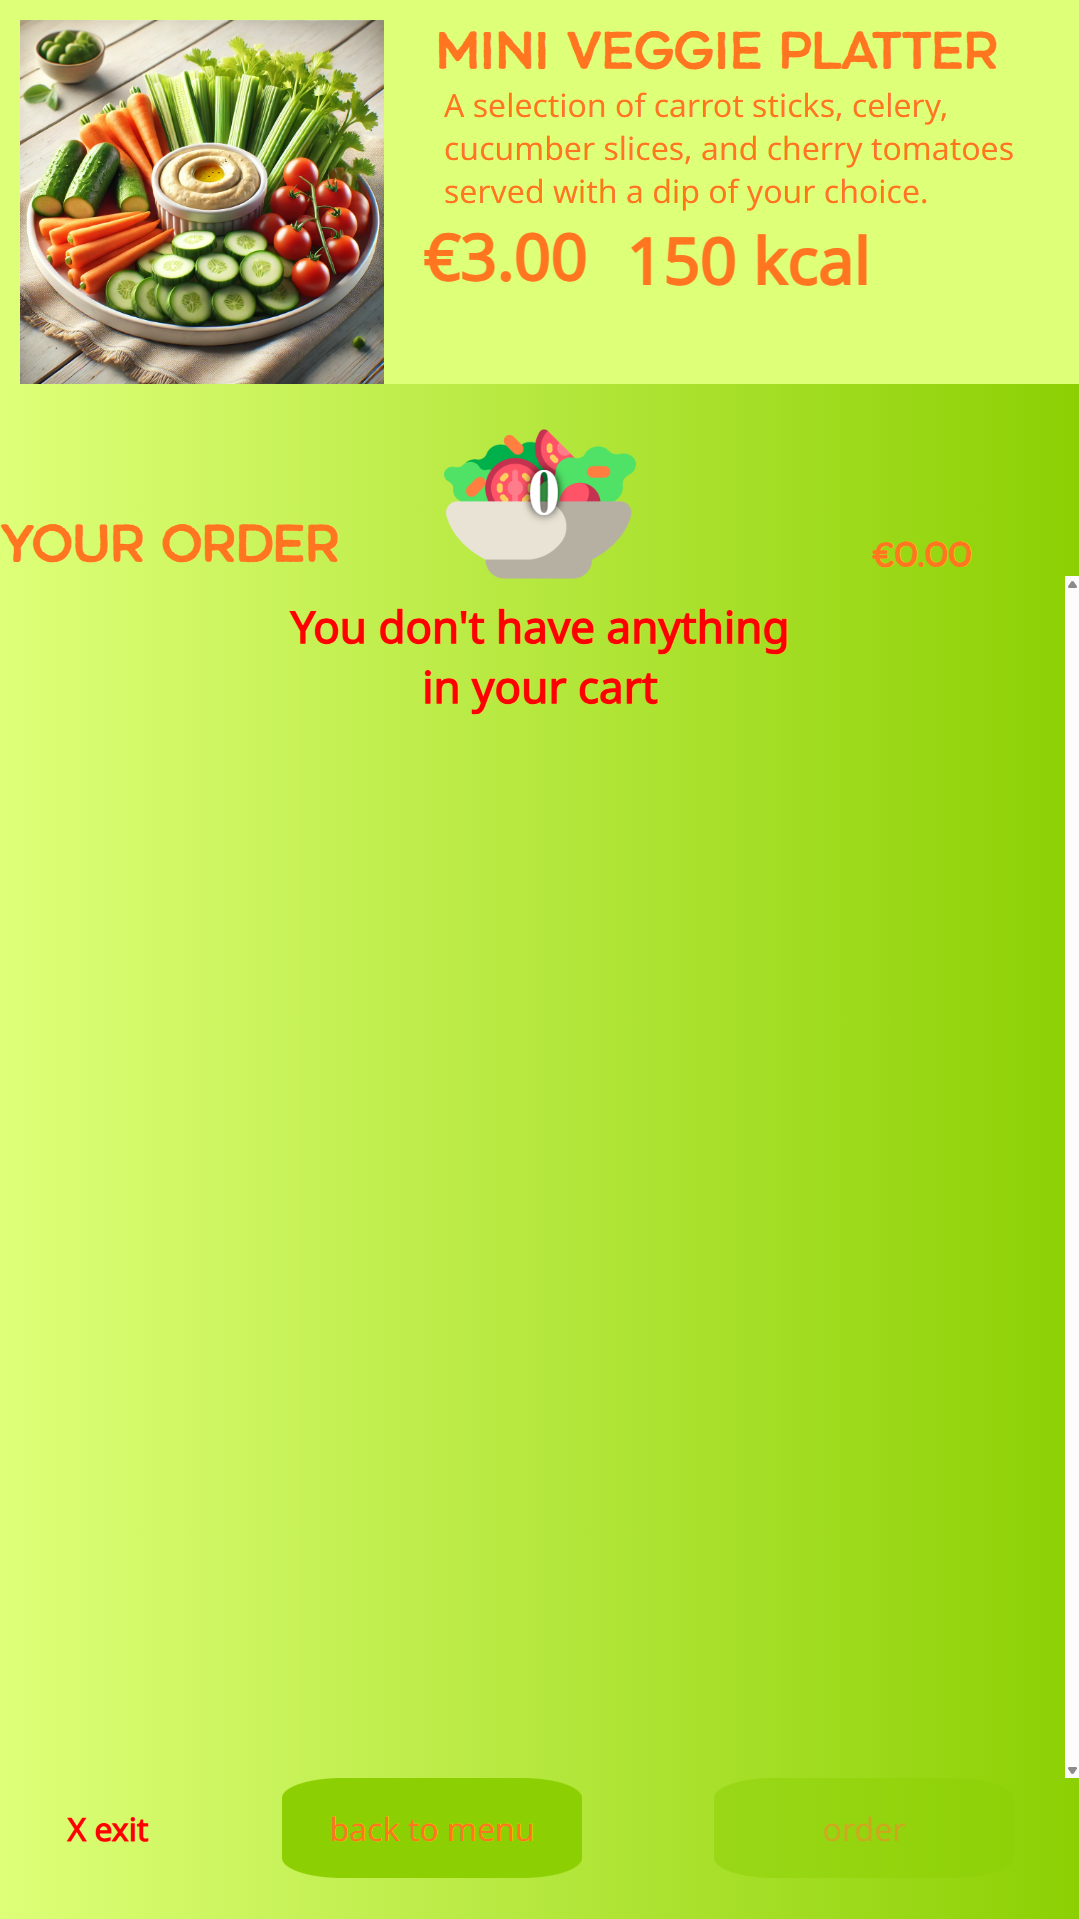 MINI VEGGIE PLATTER
A selection of carrot sticks, celery,
cucumber slices, and cherry tomatoes
served with a dip of your choice.
€3.00 150 kcal
0
YOUR ORDER
€0.00
You don't have anything
in your cart
X exit
back to menu
order